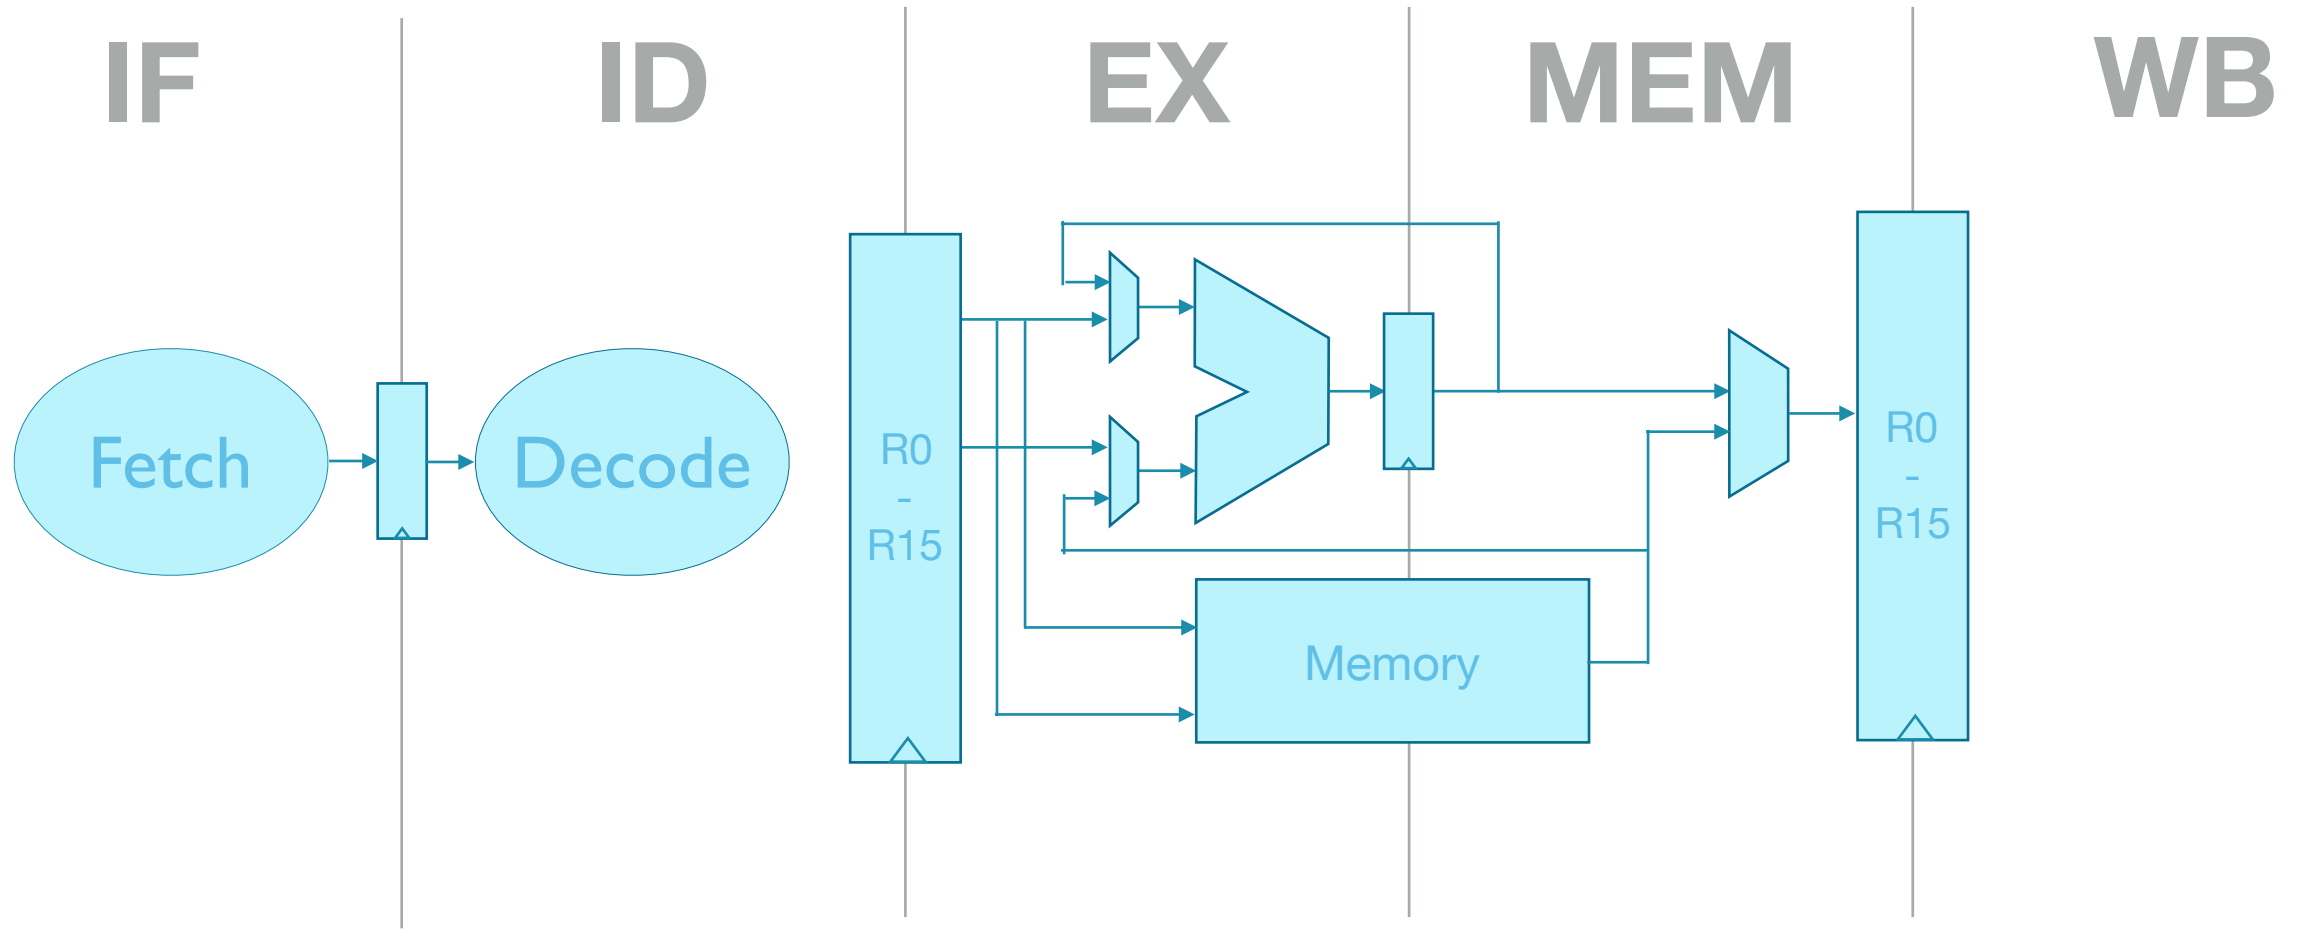 IF
ID
EX
MEM
WB
Fetch
Decode
R0
-
R15
Memory
R0
-
R15